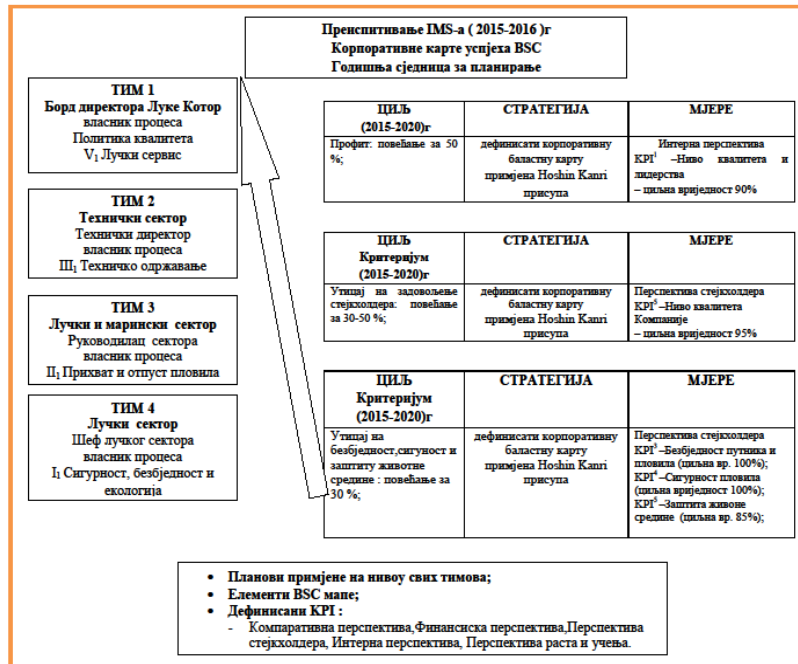 Преиспитивање IMS-а ( 2015-2016 )г
Корпоративне карте успјеха BSC
Годишња сједница за планирање
ТИМ 1
Борд директора Луке Котор
власник процеса
Политика квалитета
V₁ Лучки сервис
ТИМ 2
Технички сектор
Технички директор
власник процеса
III₁ Техничко одржавање
ТИМ 3
Лучки и марински сектор
Руководилац сектора
власник процеса
II₁ Прихват и отпуст пловила
ТИМ 4
Лучки сектор
Шеф лучког сектора
власник процеса
I₁ Сигурност, безбједност и
екологија
ЦИЉ
(2015-2020)г
СТРАТЕГИЈА
МЈЕРЕ
Профит: повећање за 50
%;
дефинисати корпоративну
баластну карту
примјена Hoshin Kanri
присупа
Интерна перспектива
KPI¹ –Ниво квалитета и
лидерства
– циљна вриједност 90%
ЦИЉ
Критеријум
(2015-2020)г
СТРАТЕГИЈА
МЈЕРЕ
Утицај на задовољење
стејкхолдера: повећање
за 30-50 %;
дефинисати корпоративну
баластну карту
примјена Hoshin Kanri
присупа
Перспектива стејкхолдера
KPI⁵ –Ниво квалитета
Компаније
– циљна вриједност 95%
ЦИЉ
Критеријум
(2015-2020)г
СТРАТЕГИЈА
МЈЕРЕ
Утицај на
безбједност,сигуност и
заштиту животне
средине : повећање за
30 %;
дефинисати корпоративну
баластну карту
примјена Hoshin Kanri
присупа
Перспектива стејкхолдера
KPI³ –Безбједност путника и
пловила (циљна вр. 100%);
KPI⁴ –Сигурност пловила
(циљна вриједност 100%);
KPI⁵ –Заштита живоне
средине (циљна вр. 85%);
• Планови примјене на нивоу свих тимова;
• Елементи BSC мапе;
• Дефинисани KPI :
- Компаративна перспектива,Финансиска перспектива,Перспектива
стејкхолдера, Интерна перспектива, Перспектива раста и учења.